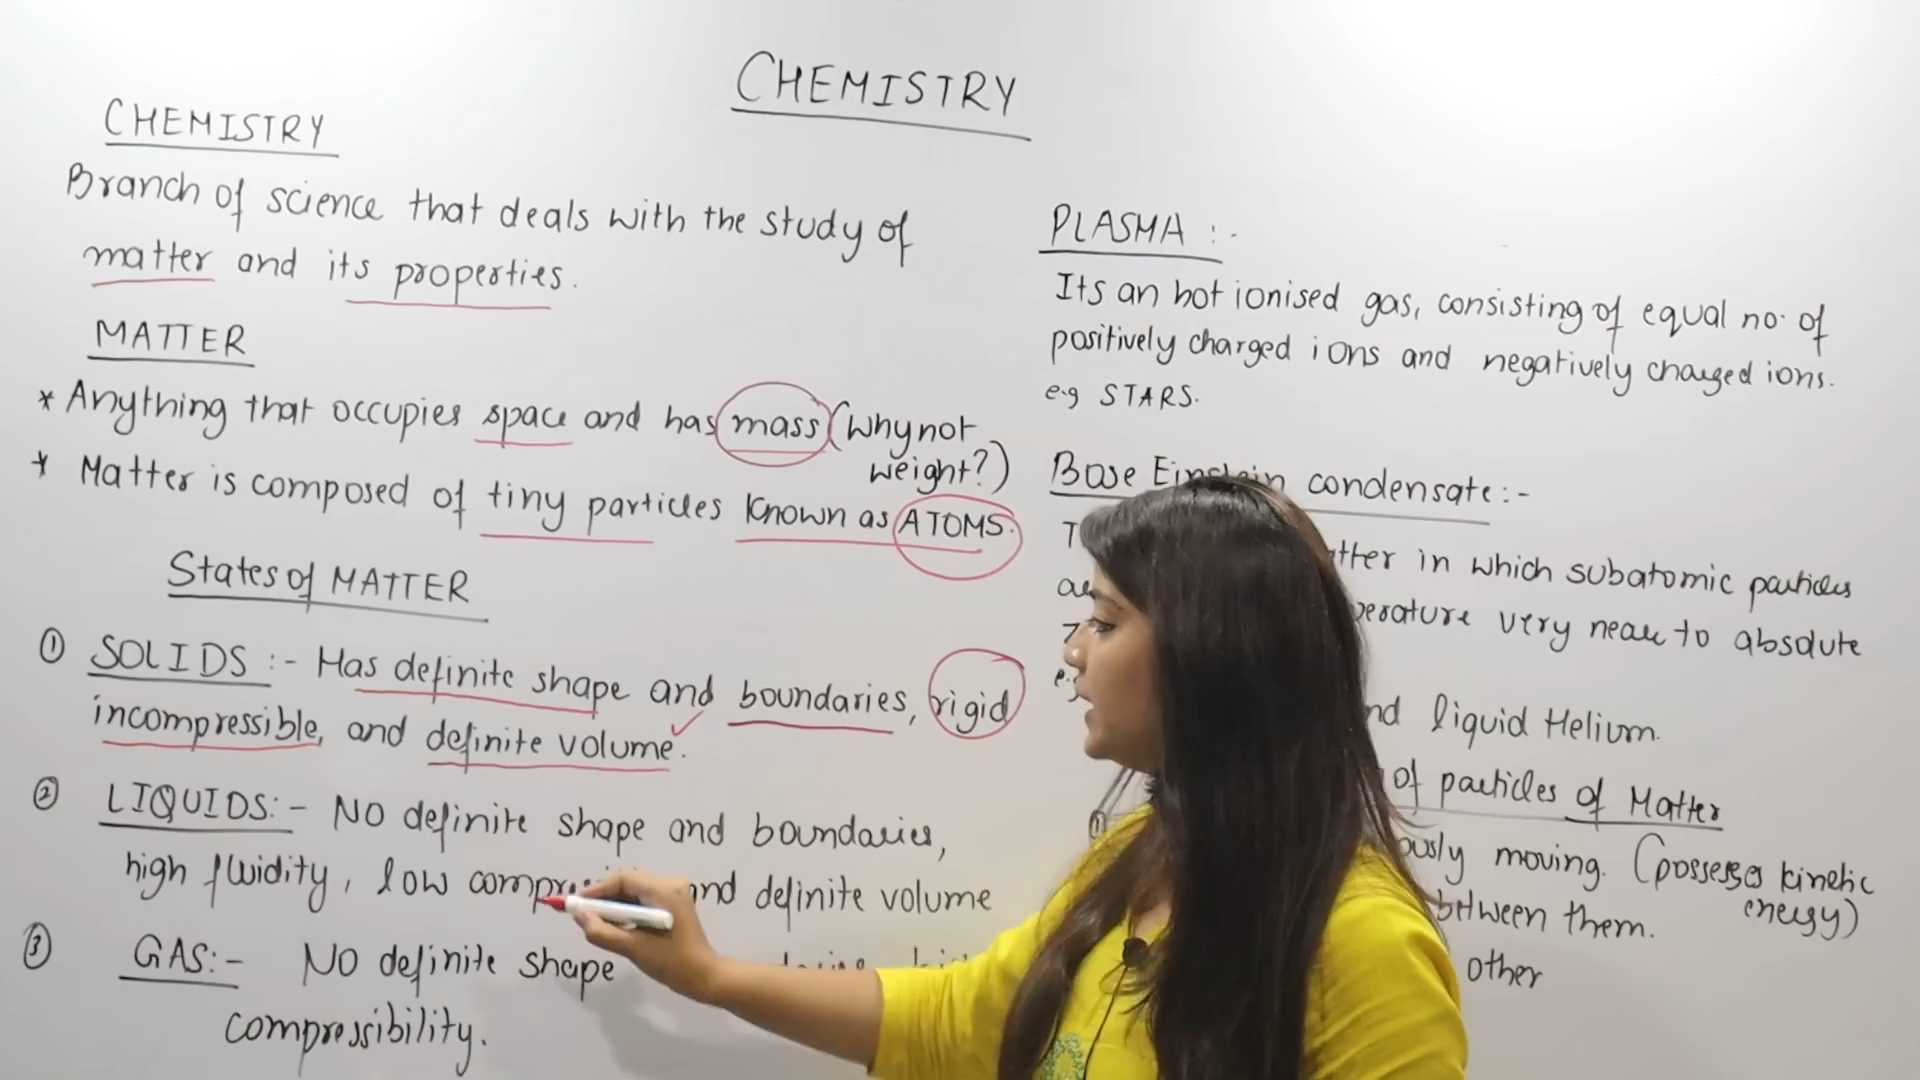 CHEMISTRY
CHEMISTRY
Branch of science that deals with the study of
matter and its properties.
MATTER
* Anything that occupies space and has mass (why not
weight?)
* Matter is composed of tiny particles known as ATOMS.
States of MATTER
① SOLIDS :- Has definite shape and boundaries, rigid
incompressible, and definite volume.
② LIQUIDS:- No definite shape and boundaries,
high fluidity, low and definite volume
③ GAS:- No definite shape
compressibility.
PLASMA :-
Its an hot ionised gas, consisting of equal no. of
positively charged ions and negatively charged ions.
e.g STARS.
Bose Einstein condensate:-
in which subatomic particles
very near to absolute
liquid Helium.
of particles of Matter
moving. (possesses kinetic
energy)
between them.
other